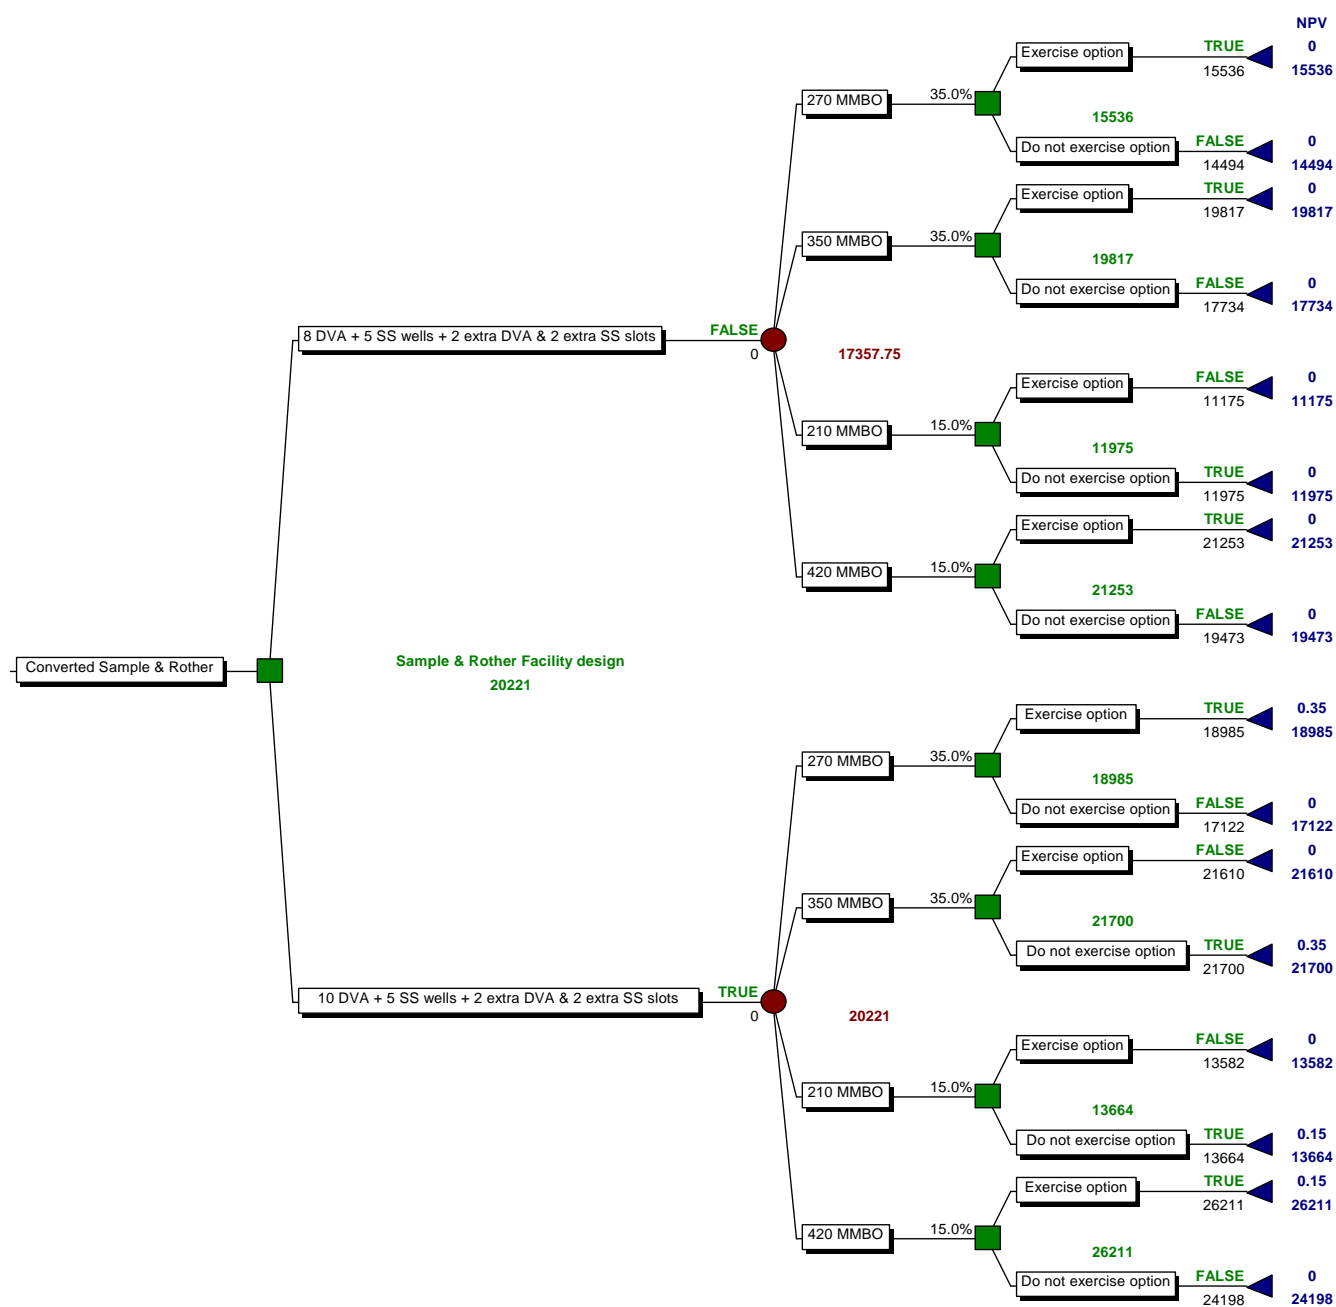 NPV
Exercise option TRUE 0
15536 15536
270 MMBO 35.0%
15536
Do not exercise option FALSE 0
14494 14494
Exercise option TRUE 0
19817 19817
350 MMBO 35.0%
19817
Do not exercise option FALSE 0
17734 17734
8 DVA + 5 SS wells + 2 extra DVA & 2 extra SS slots FALSE
0 17357.75
Exercise option FALSE 0
11175 11175
210 MMBO 15.0%
11975
Do not exercise option TRUE 0
11975 11975
Exercise option TRUE 0
21253 21253
420 MMBO 15.0%
21253
Do not exercise option FALSE 0
19473 19473
Converted Sample & Rother
Sample & Rother Facility design
20221
Exercise option TRUE 0.35
18985 18985
270 MMBO 35.0%
18985
Do not exercise option FALSE 0
17122 17122
Exercise option FALSE 0
21610 21610
350 MMBO 35.0%
21700
Do not exercise option TRUE 0.35
21700 21700
10 DVA + 5 SS wells + 2 extra DVA & 2 extra SS slots TRUE
0 20221
Exercise option FALSE 0
13582 13582
210 MMBO 15.0%
13664
Do not exercise option TRUE 0.15
13664 13664
Exercise option TRUE 0.15
26211 26211
420 MMBO 15.0%
26211
Do not exercise option FALSE 0
24198 24198